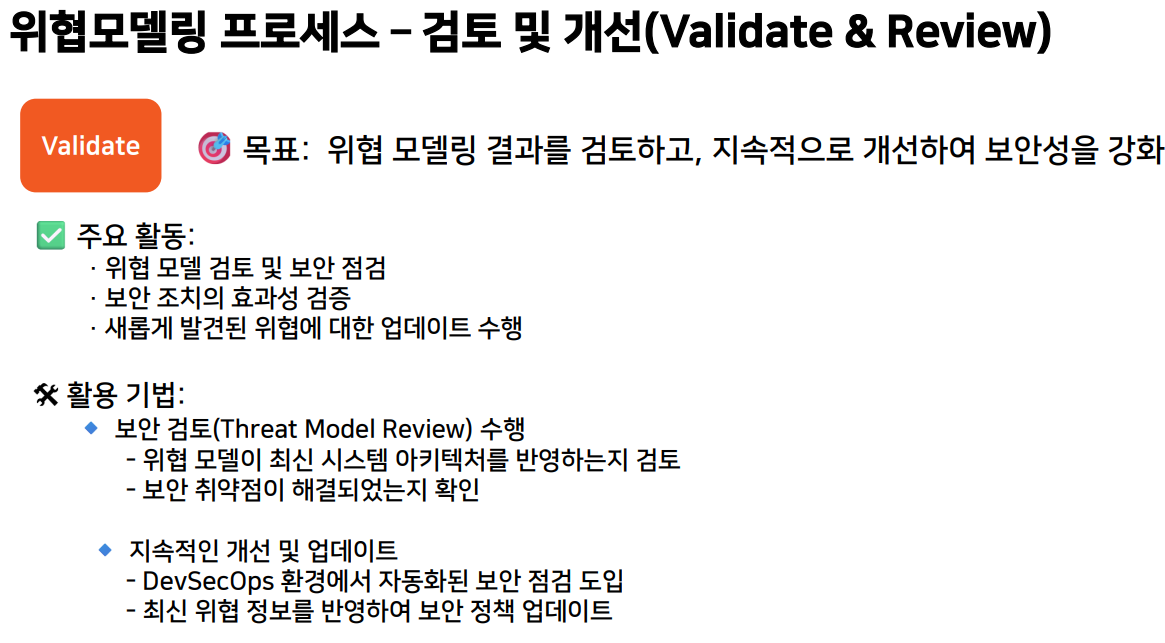 위협모델링 프로세스 – 검토 및 개선(Validate & Review)
Validate
🎯 목표: 위협 모델링 결과를 검토하고, 지속적으로 개선하여 보안성을 강화
✅ 주요 활동:
· 위협 모델 검토 및 보안 점검
· 보안 조치의 효과성 검증
· 새롭게 발견된 위협에 대한 업데이트 수행
🛠 활용 기법:
🔹 보안 검토(Threat Model Review) 수행
- 위협 모델이 최신 시스템 아키텍처를 반영하는지 검토
- 보안 취약점이 해결되었는지 확인
🔹 지속적인 개선 및 업데이트
- DevSecOps 환경에서 자동화된 보안 점검 도입
- 최신 위협 정보를 반영하여 보안 정책 업데이트